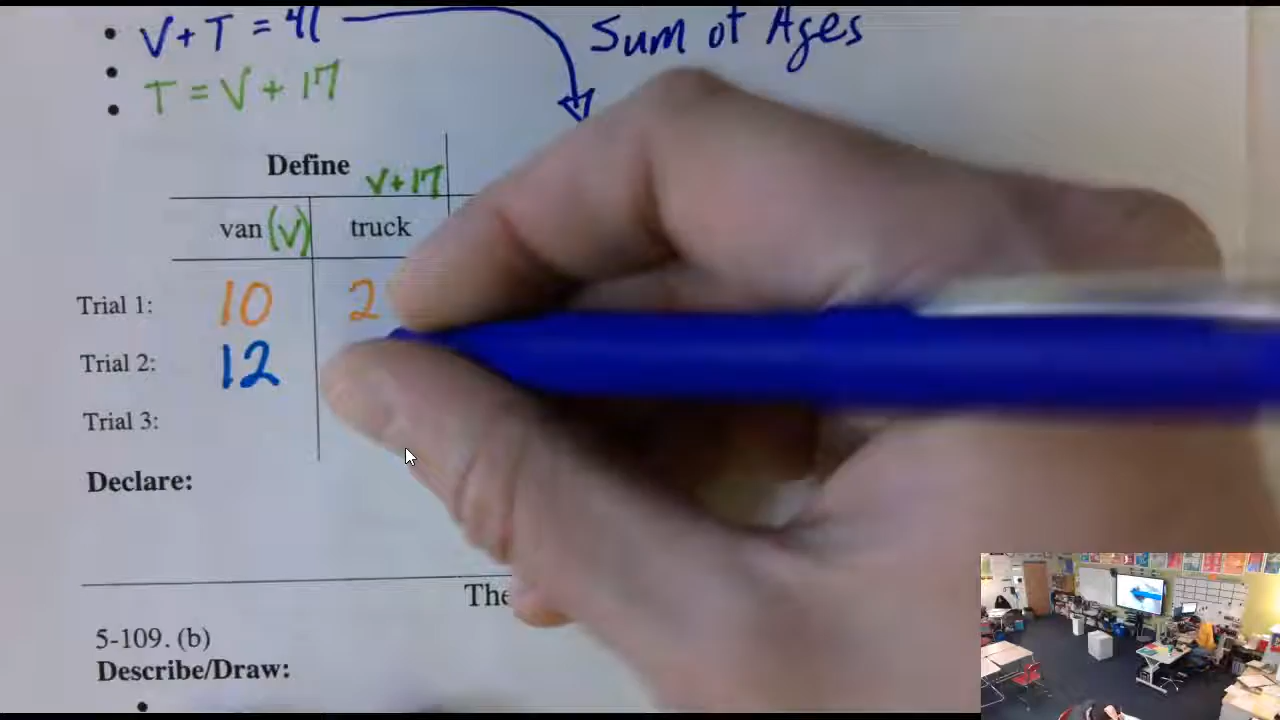 • V + T = 41
Sum of Ages
•
• T = V + 17
Define
V + 17
van (V) truck
Trial 1: 10 2
Trial 2: 12
Trial 3:
Declare:
The
5-109. (b)
Describe/Draw:
•